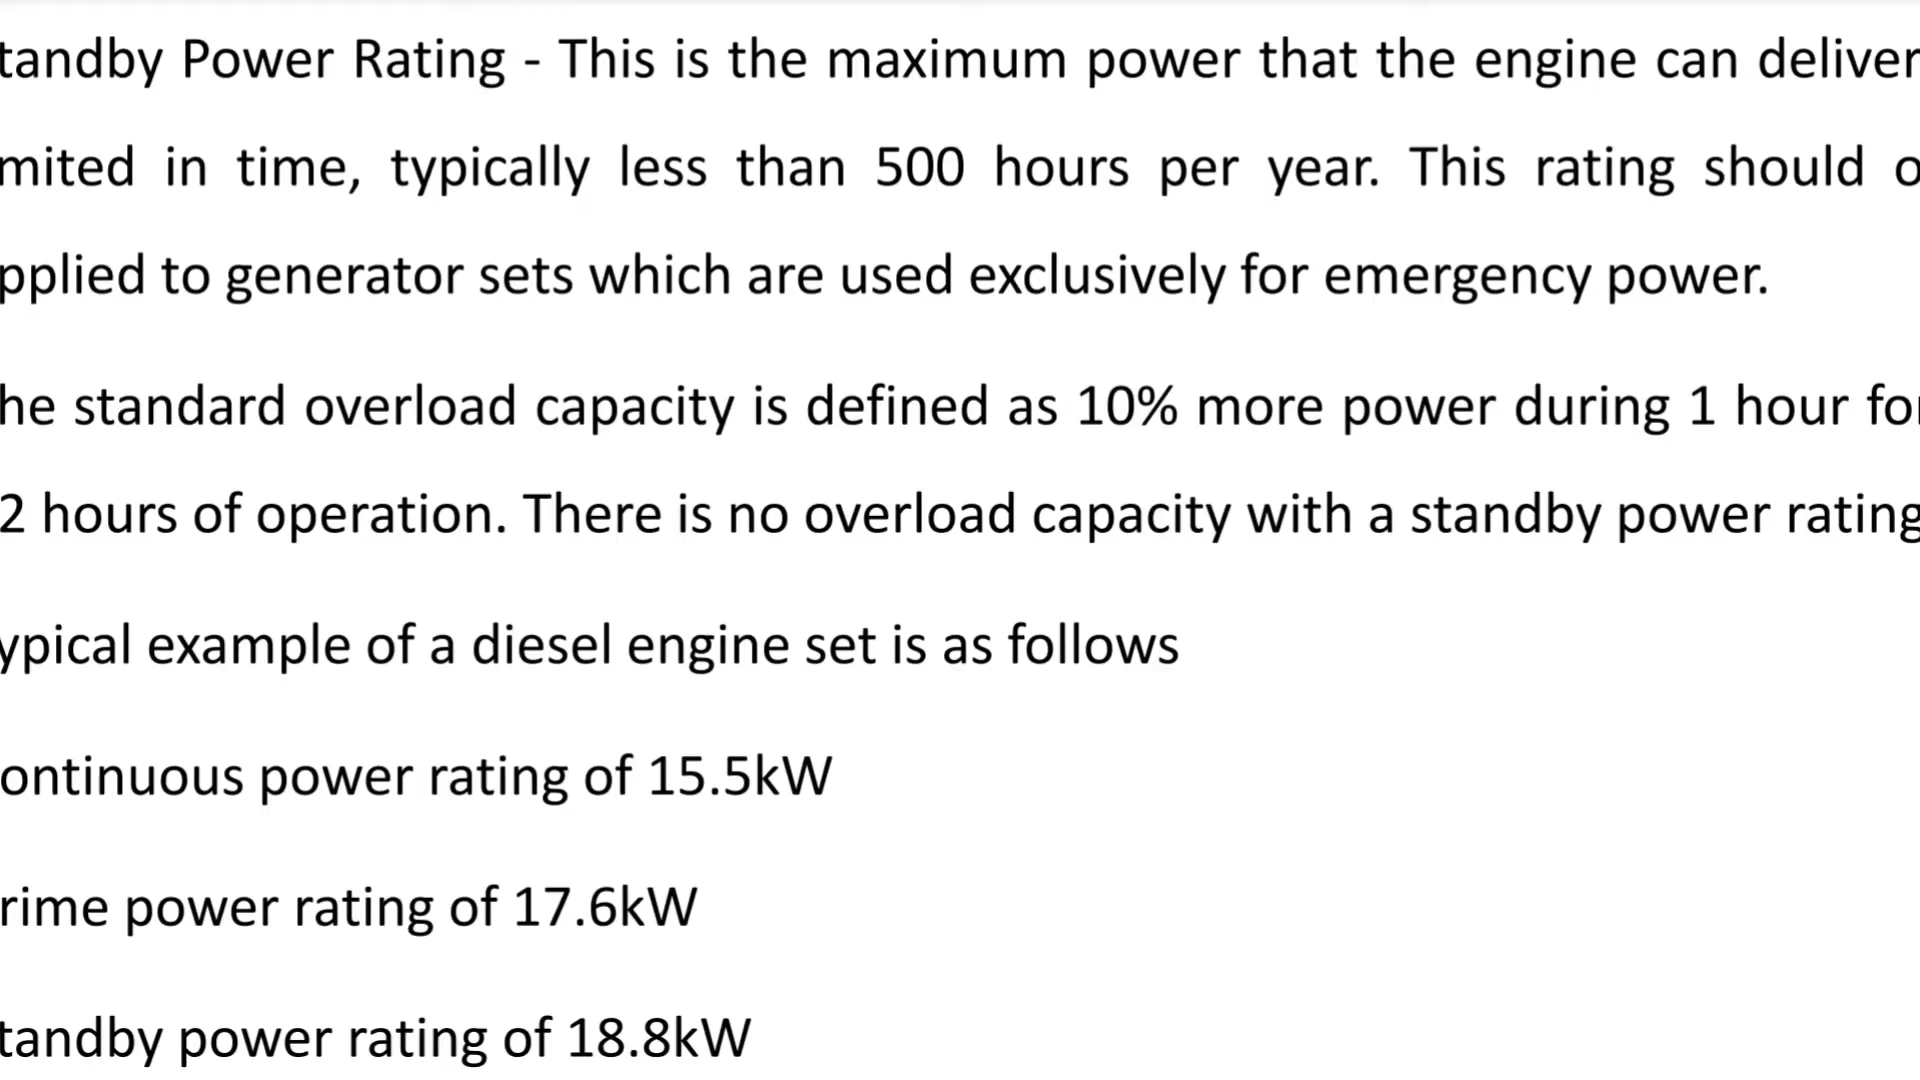 tandby Power Rating - This is the maximum power that the engine can deliver
mited in time, typically less than 500 hours per year. This rating should o
pplied to generator sets which are used exclusively for emergency power.
he standard overload capacity is defined as 10% more power during 1 hour for
2 hours of operation. There is no overload capacity with a standby power rating
ypical example of a diesel engine set is as follows
ontinuous power rating of 15.5kW
rime power rating of 17.6kW
tandby power rating of 18.8kW